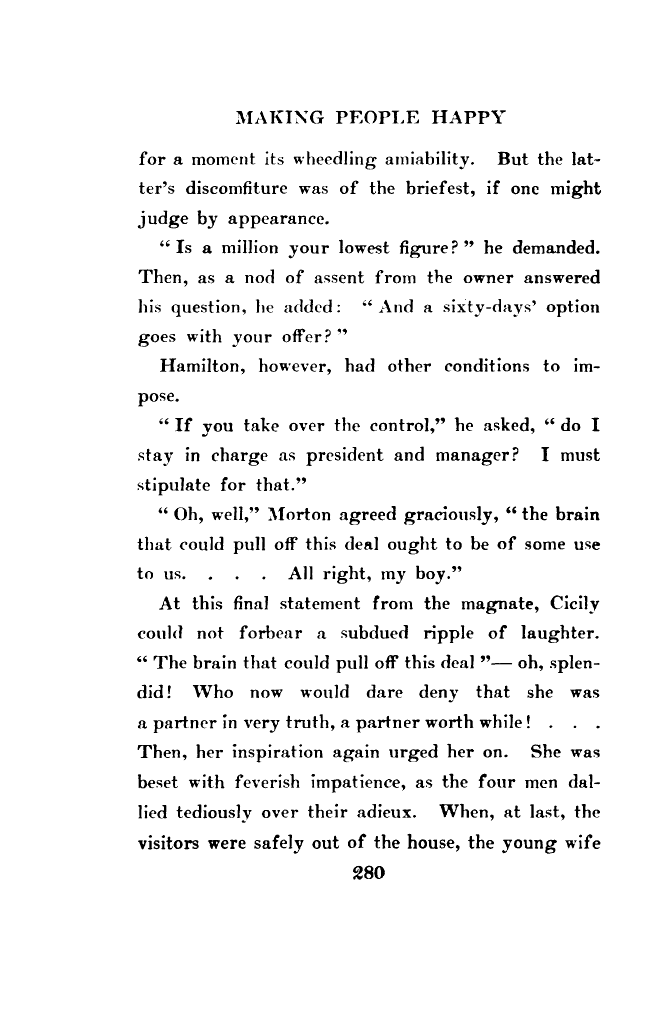 MAKING PEOPLE HAPPY
for a moment its wheedling amiability. But the lat-
ter's discomfiture was of the briefest, if one might
judge by appearance.
“ Is a million your lowest figure? ” he demanded.
Then, as a nod of assent from the owner answered
his question, he added: “ And a sixty-days' option
goes with your offer? ”
Hamilton, however, had other conditions to im-
pose.
“ If you take over the control,” he asked, “ do I
stay in charge as president and manager? I must
stipulate for that.”
“ Oh, well,” Morton agreed graciously, “ the brain
that could pull off this deal ought to be of some use
to us. . . . All right, my boy.”
At this final statement from the magnate, Cicily
could not forbear a subdued ripple of laughter.
“ The brain that could pull off this deal ”— oh, splen-
did! Who now would dare deny that she was
a partner in very truth, a partner worth while! . . .
Then, her inspiration again urged her on. She was
beset with feverish impatience, as the four men dal-
lied tediously over their adieux. When, at last, the
visitors were safely out of the house, the young wife
280